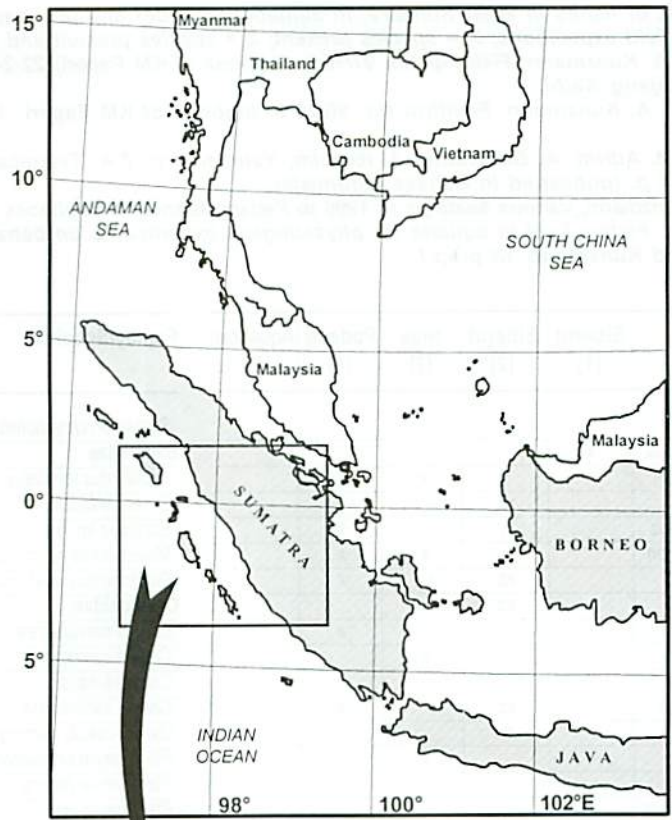 15°
Myanmar
Thailand
Cambodia
Vietnam
10°
ANDAMAN
SEA
SOUTH CHINA
SEA
5°
Malaysia
Malaysia
0°
SUMATRA
BORNEO
5°
INDIAN
OCEAN
JAVA
98°
100°
102°E